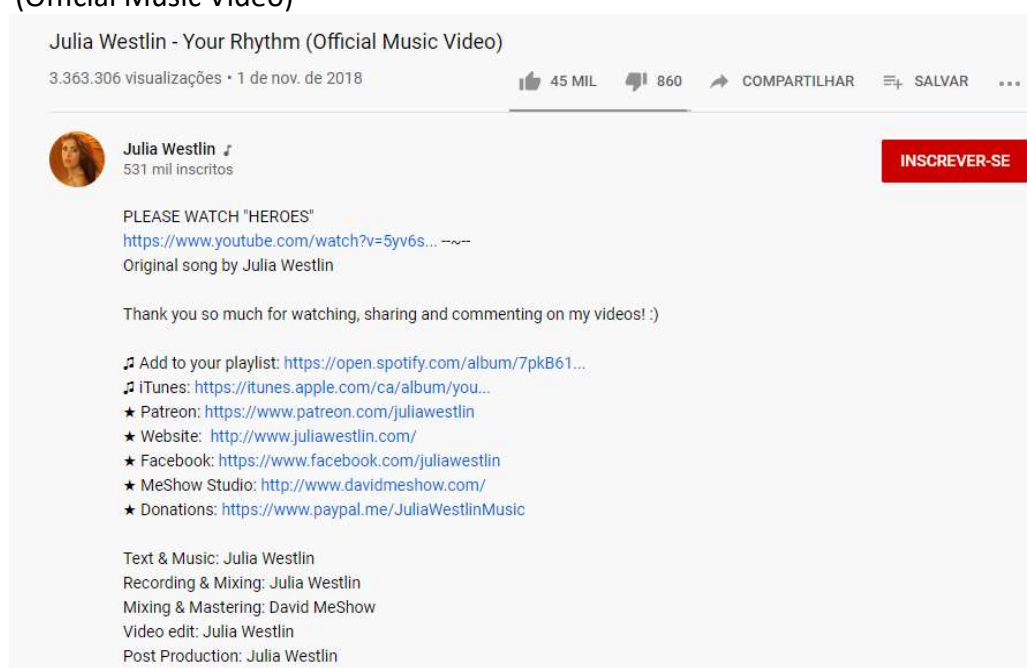 (Official Music Video)
Julia Westlin - Your Rhythm (Official Music Video)
3.363.306 visualizações • 1 de nov. de 2018
45 MIL 860 COMPARTILHAR SALVAR ...
Julia Westlin ♪
531 mil inscritos
INSCREVER-SE
PLEASE WATCH "HEROES"
https://www.youtube.com/watch?v=5yv6s... --~--
Original song by Julia Westlin
Thank you so much for watching, sharing and commenting on my videos! :)
♫ Add to your playlist: https://open.spotify.com/album/7pkB61...
♫ iTunes: https://itunes.apple.com/ca/album/you...
★ Patreon: https://www.patreon.com/juliawestlin
★ Website: http://www.juliawestlin.com/
★ Facebook: https://www.facebook.com/juliawestlin
★ MeShow Studio: http://www.davidmeshow.com/
★ Donations: https://www.paypal.me/JuliaWestlinMusic
Text & Music: Julia Westlin
Recording & Mixing: Julia Westlin
Mixing & Mastering: David MeShow
Video edit: Julia Westlin
Post Production: Julia Westlin